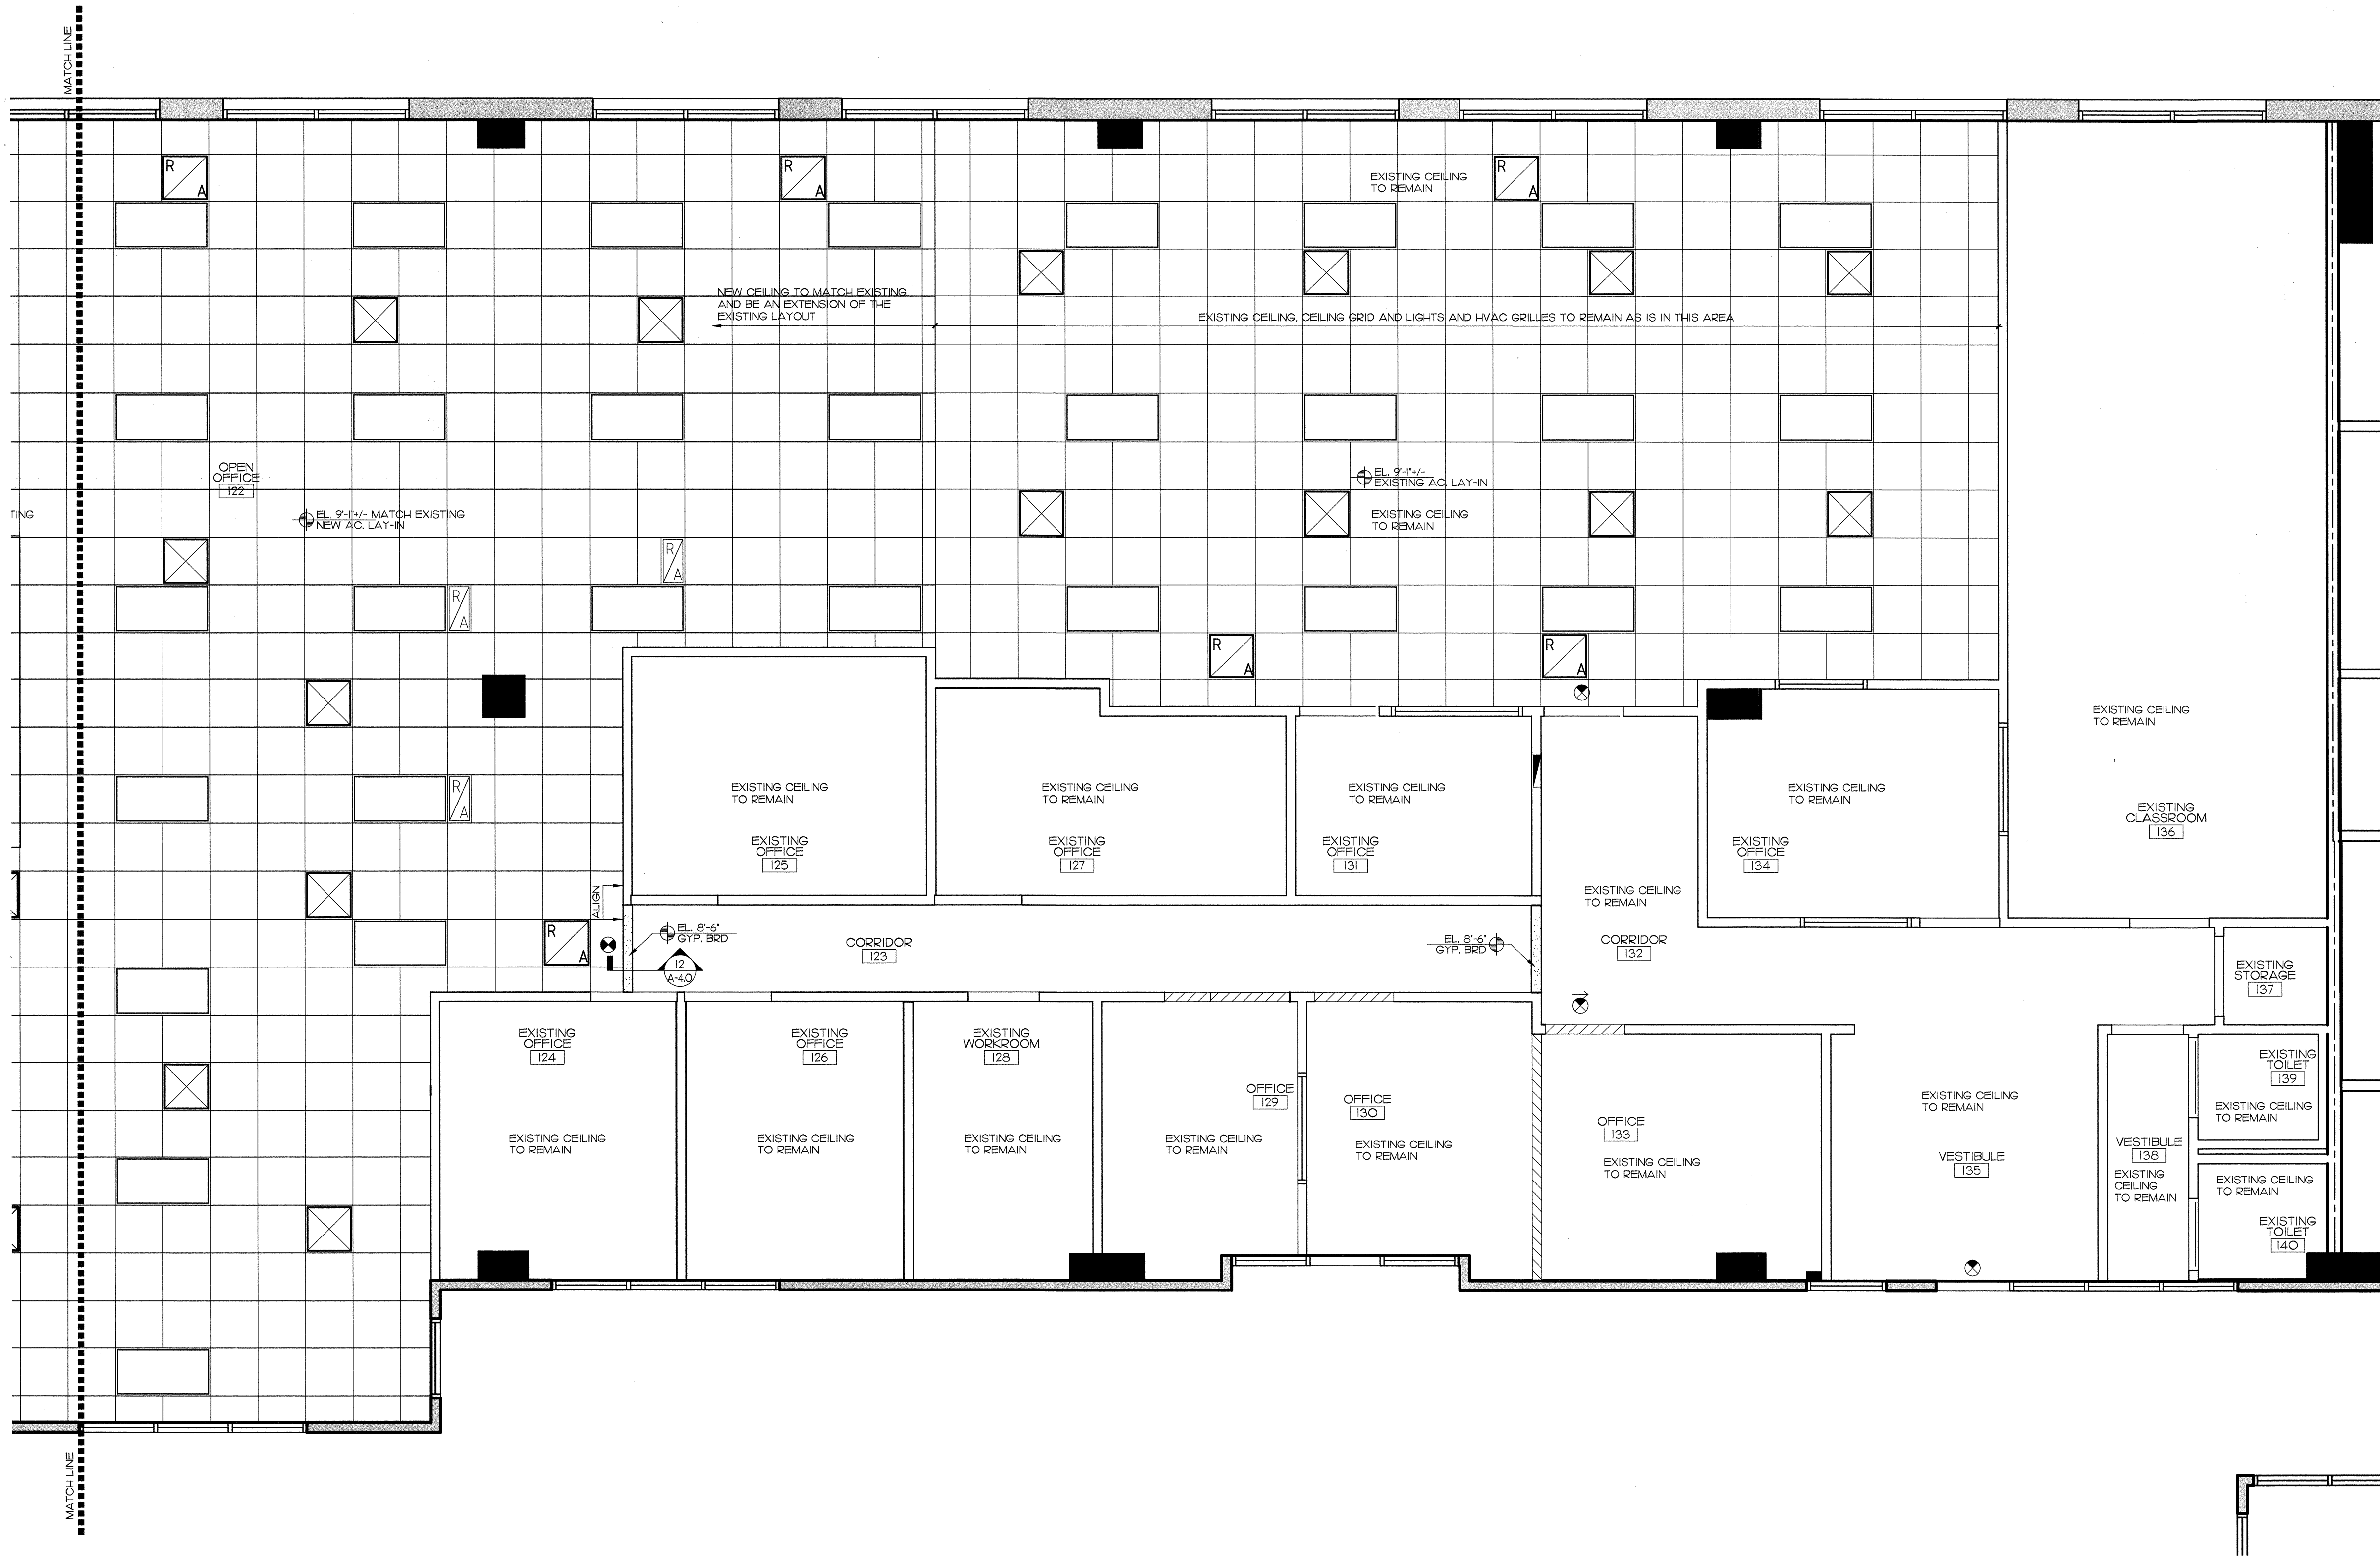 MATCH LINE
R
A
R
A
R
A
EXISTING CEILING
TO REMAIN
NEW CEILING TO MATCH EXISTING
AND BE AN EXTENSION OF THE
EXISTING LAYOUT
EXISTING CEILING, CEILING GRID AND LIGHTS AND HVAC GRILLES TO REMAIN AS IS IN THIS AREA
OPEN
OFFICE
122
EL. 9'-1"+/-
EXISTING AC. LAY-IN
TING
EL. 9'-1"+/- MATCH EXISTING
NEW AC. LAY-IN
EXISTING CEILING
TO REMAIN
R
A
R
A
R
A
R
A
EXISTING CEILING
TO REMAIN
R
A
EXISTING CEILING
TO REMAIN
EXISTING CEILING
TO REMAIN
EXISTING CEILING
TO REMAIN
EXISTING CEILING
TO REMAIN
EXISTING
CLASSROOM
136
EXISTING
OFFICE
125
EXISTING
OFFICE
127
EXISTING
OFFICE
131
EXISTING
OFFICE
134
ALIGN
EXISTING CEILING
TO REMAIN
R
A
EL. 8'-6"
GYP. BRD
CORRIDOR
123
EL. 8'-6"
GYP. BRD
CORRIDOR
132
12
A-4.0
EXISTING
STORAGE
137
EXISTING
OFFICE
124
EXISTING
OFFICE
126
EXISTING
WORKROOM
128
OFFICE
129
OFFICE
130
OFFICE
133
EXISTING CEILING
TO REMAIN
EXISTING
TOILET
139
EXISTING CEILING
TO REMAIN
EXISTING CEILING
TO REMAIN
EXISTING CEILING
TO REMAIN
EXISTING CEILING
TO REMAIN
EXISTING CEILING
TO REMAIN
EXISTING CEILING
TO REMAIN
EXISTING CEILING
TO REMAIN
VESTIBULE
135
VESTIBULE
138
EXISTING
CEILING
TO REMAIN
EXISTING CEILING
TO REMAIN
EXISTING
TOILET
140
MATCH LINE